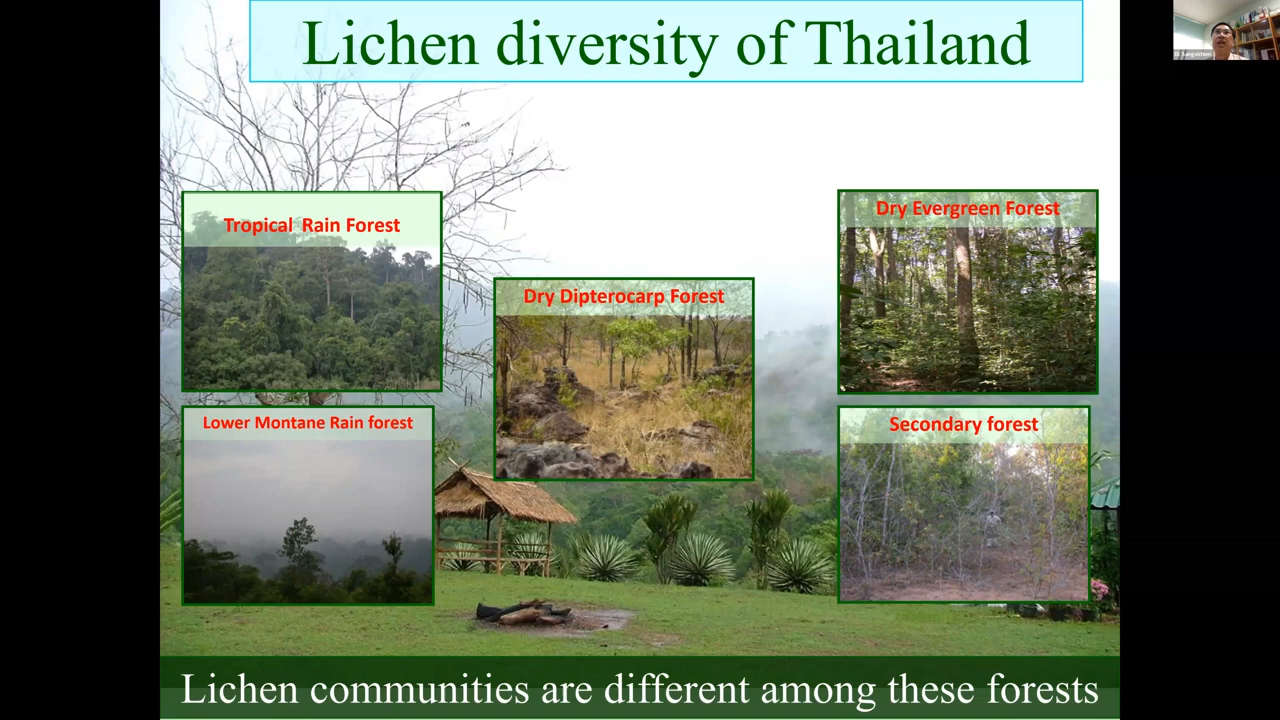 Lichen diversity of Thailand
Tropical Rain Forest
Dry Evergreen Forest
Dry Dipterocarp Forest
Lower Montane Rain forest
Secondary forest
Lichen communities are different among these forests